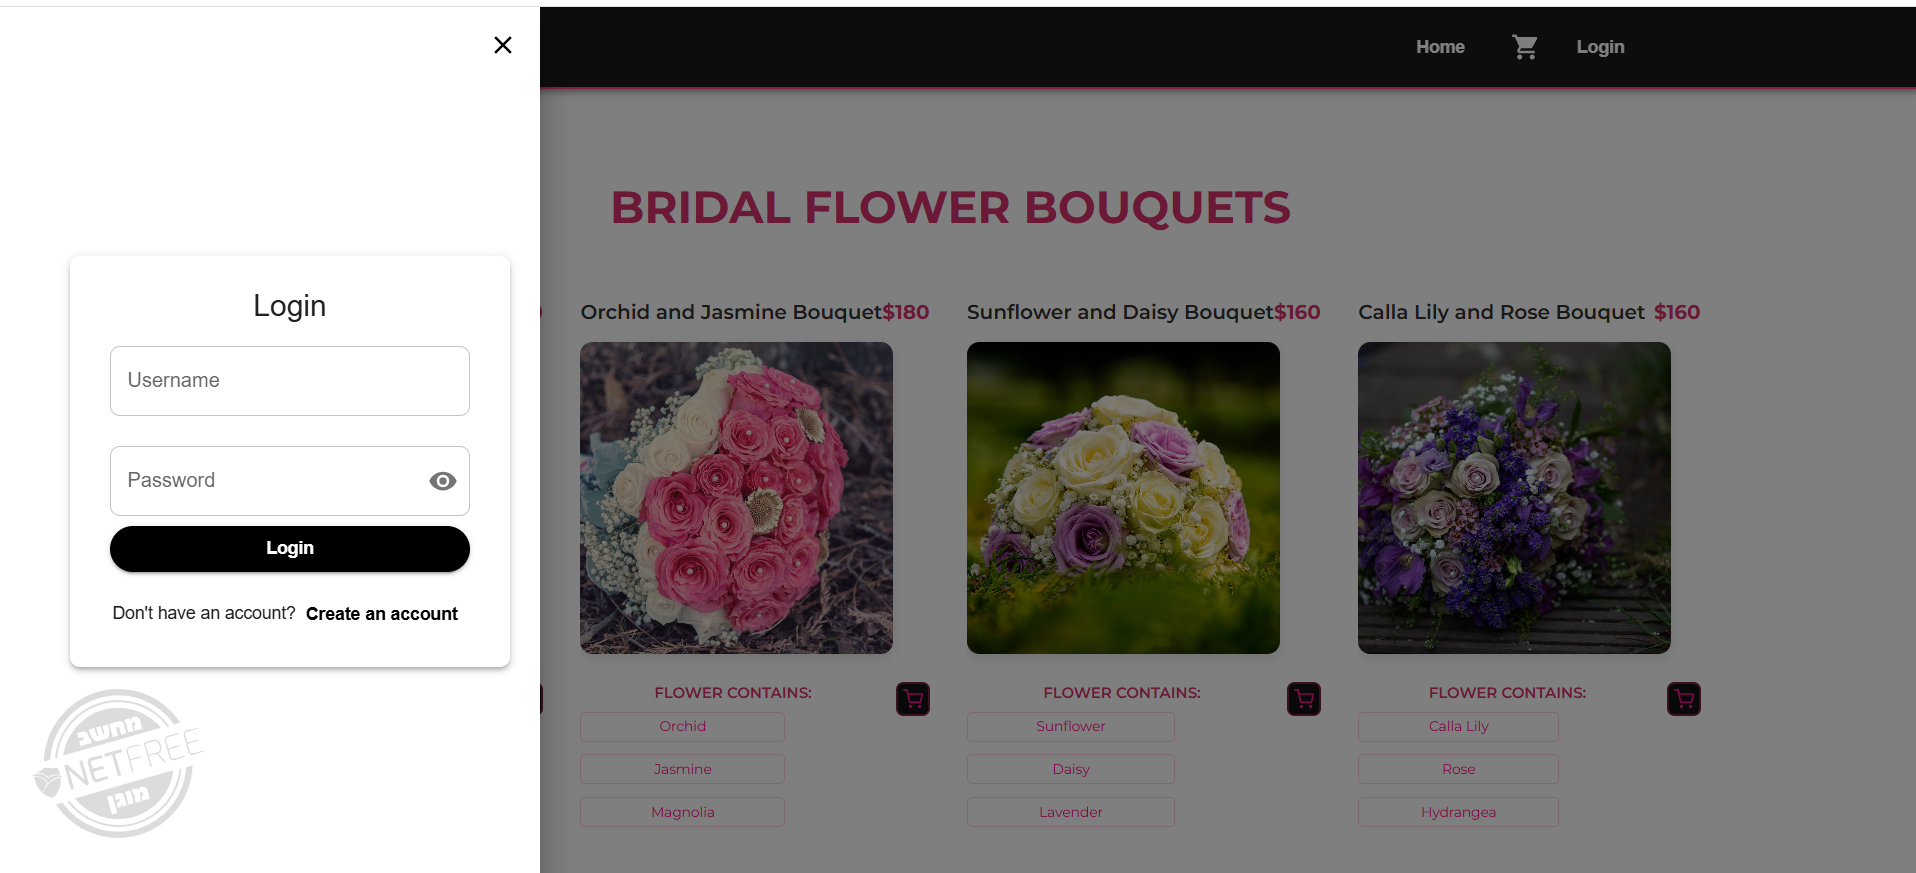 Home
Login
BRIDAL FLOWER BOUQUETS
Login
Username
Password
Login
Don't have an account? Create an account
Orchid and Jasmine Bouquet $180
Sunflower and Daisy Bouquet $160
Calla Lily and Rose Bouquet $160
FLOWER CONTAINS:
Orchid
Jasmine
Magnolia
FLOWER CONTAINS:
Sunflower
Daisy
Lavender
FLOWER CONTAINS:
Calla Lily
Rose
Hydrangea
מחשב
NETFREE
מוגן